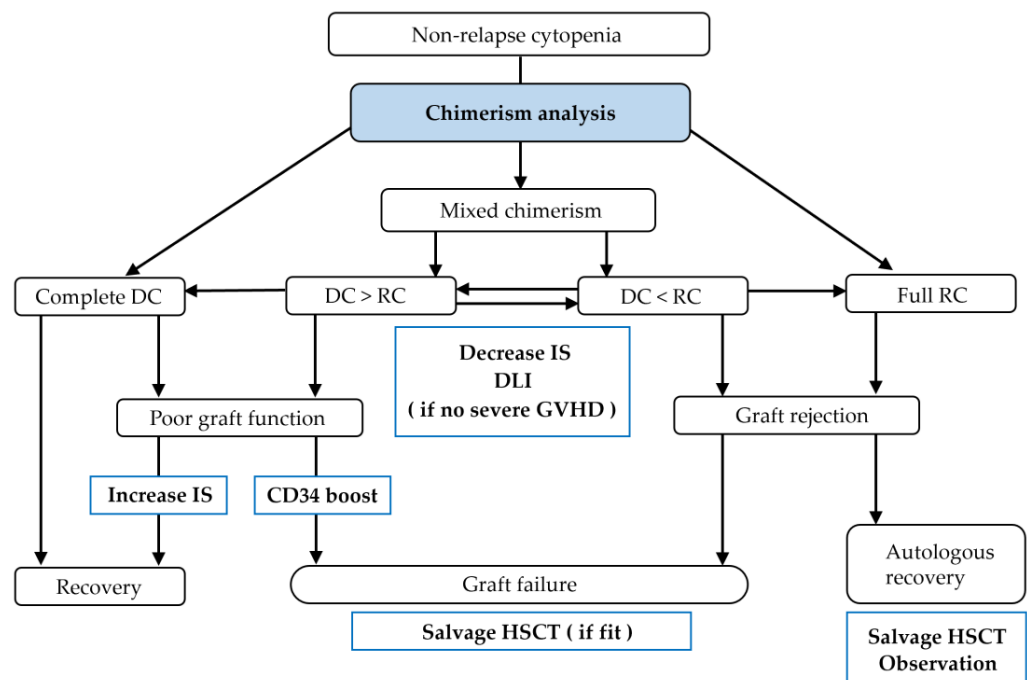 Non-relapse cytopenia
Chimerism analysis
Mixed chimerism
Complete DC
DC > RC
DC < RC
Full RC
Decrease IS
DLI
( if no severe GVHD )
Poor graft function
Graft rejection
Increase IS
CD34 boost
Autologous
recovery
Recovery
Graft failure
Salvage HSCT ( if fit )
Salvage HSCT
Observation